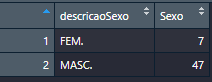 descricaoSexo Sexo
1 FEM. 7
2 MASC. 47